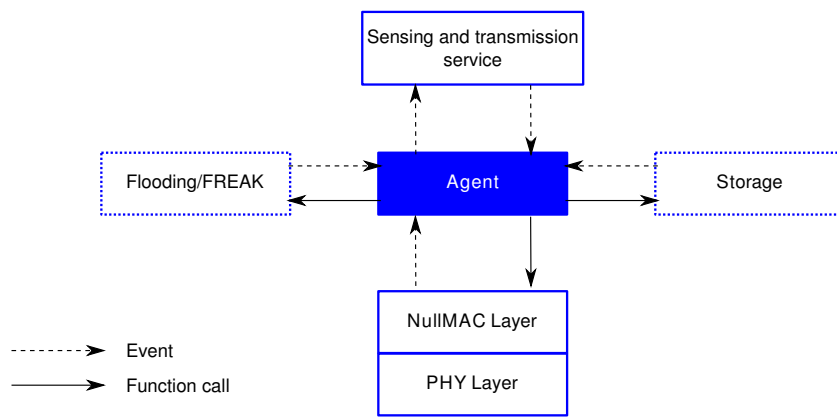 Sensing and transmission
service
Flooding/FREAK
Agent
Storage
NullMAC Layer
PHY Layer
Event
Function call